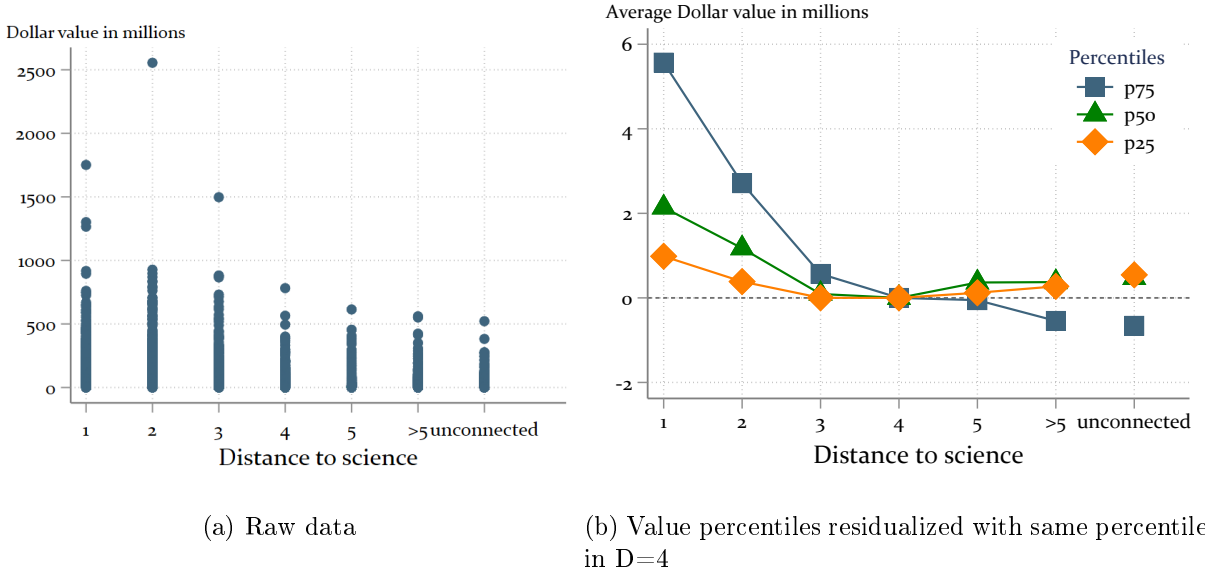 Dollar value in millions
2500
2000
1500
1000
500
0
1 2 3 4 5 >5 unconnected
Distance to science
(a) Raw data
Average Dollar value in millions
6
4
2
0
-2
Percentiles
p75
p50
p25
1 2 3 4 5 >5 unconnected
Distance to science
(b) Value percentiles residualized with same percentile
in D=4